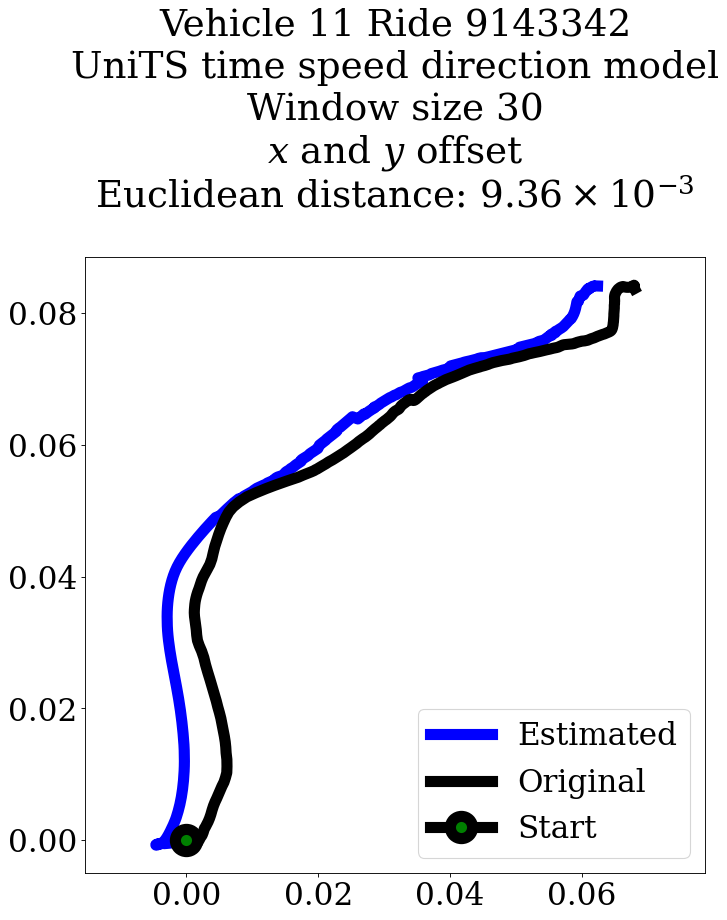 Vehicle 11 Ride 9143342
UniTS time speed direction model
Window size 30
x and y offset
Euclidean distance: 9.36 × 10⁻³
0.08
0.06
0.04
0.02
0.00
Estimated
Original
Start
0.00 0.02 0.04 0.06